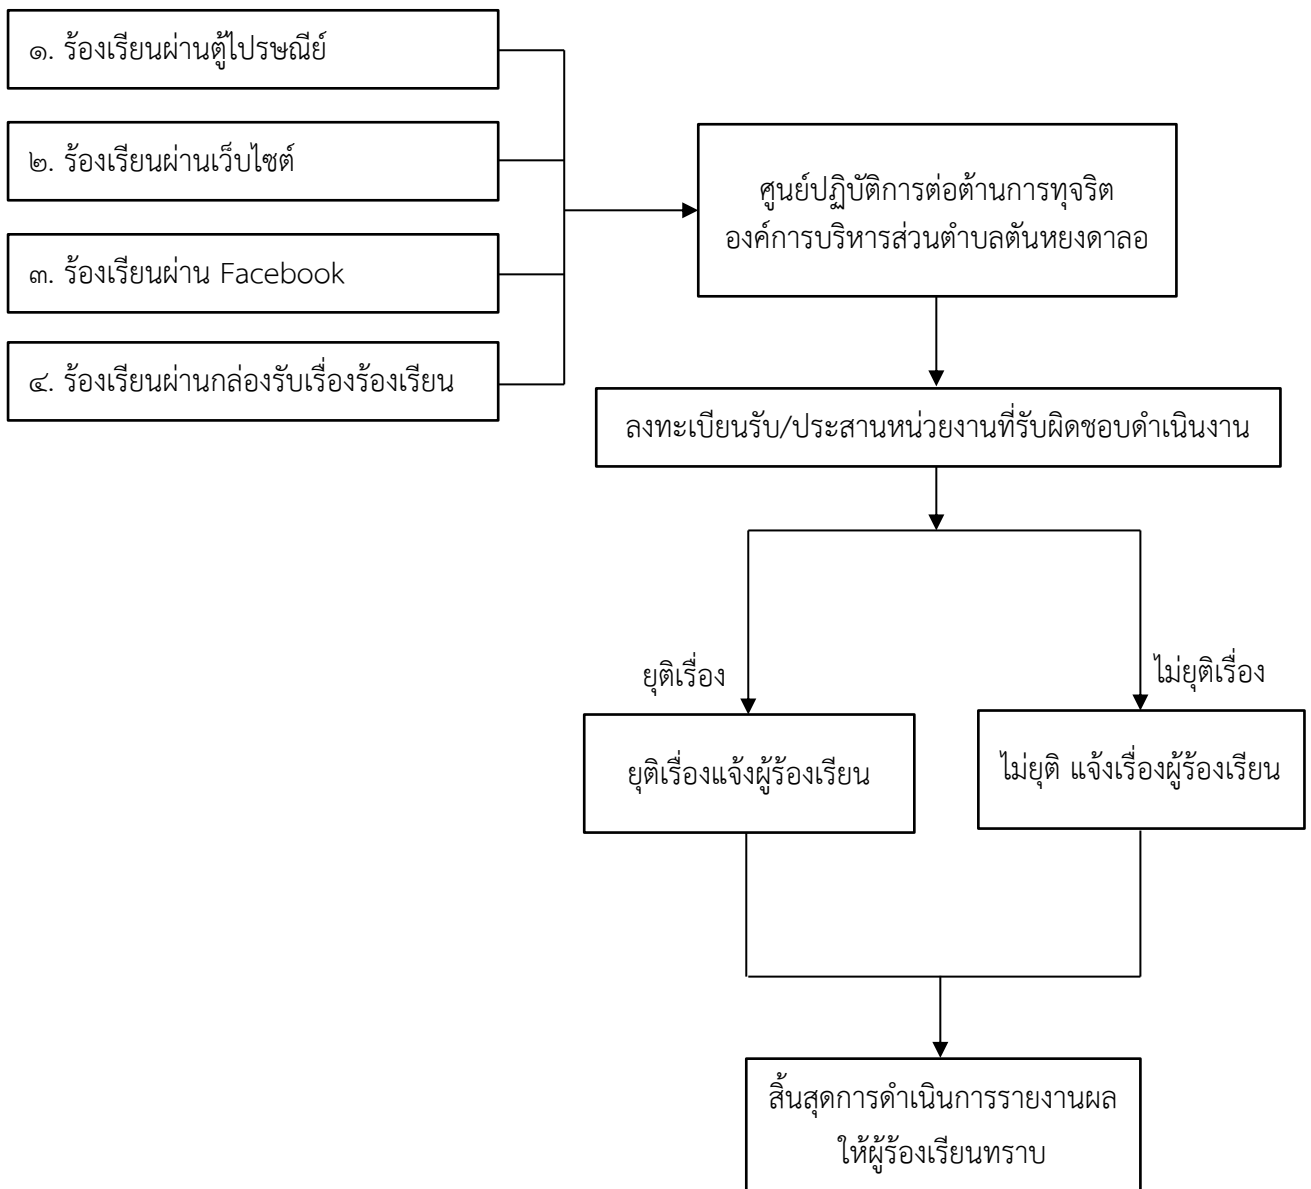 ๑. ร้องเรียนผ่านตู้ไปรษณีย์
๒. ร้องเรียนผ่านเว็บไซต์
๓. ร้องเรียนผ่าน Facebook
๔. ร้องเรียนผ่านกล่องรับเรื่องร้องเรียน
ศูนย์ปฏิบัติการต่อต้านการทุจริต
องค์การบริหารส่วนตำบลตันหยงดาลอ
ลงทะเบียนรับ/ประสานหน่วยงานที่รับผิดชอบดำเนินงาน
ยุติเรื่อง
ไม่ยุติเรื่อง
ยุติเรื่องแจ้งผู้ร้องเรียน
ไม่ยุติ แจ้งเรื่องผู้ร้องเรียน
สิ้นสุดการดำเนินการรายงานผล
ให้ผู้ร้องเรียนทราบ